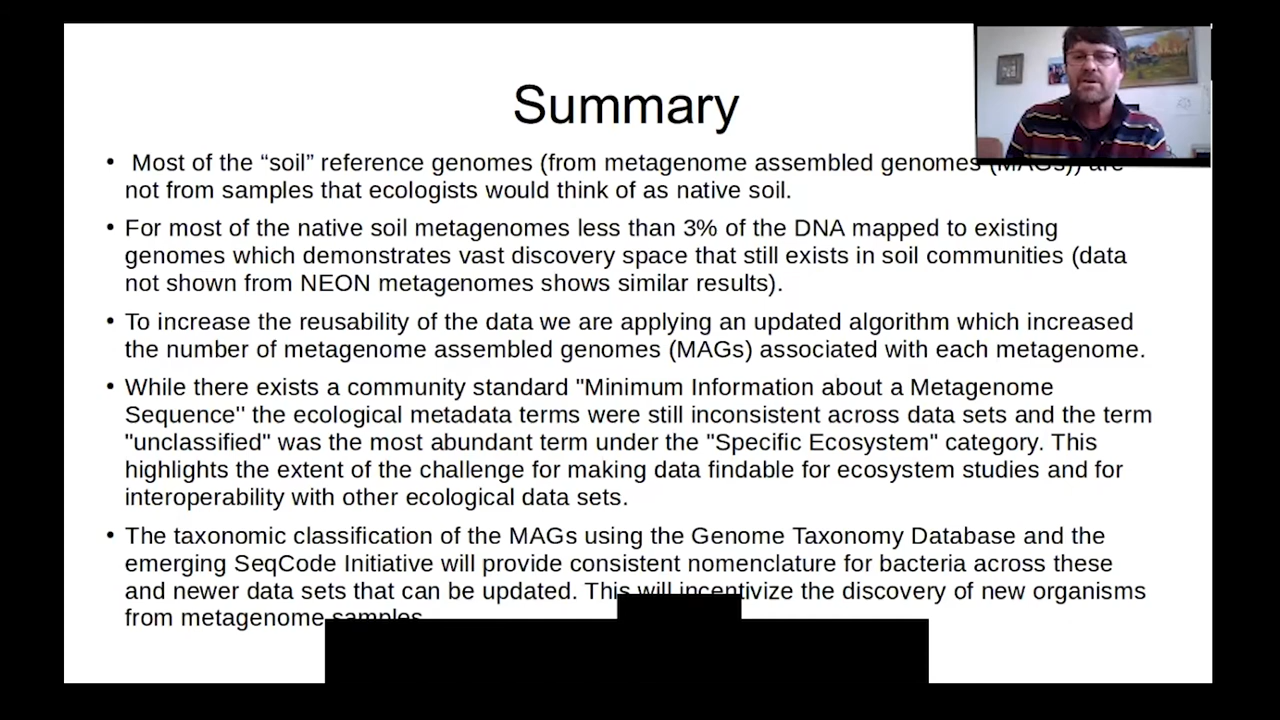 Summary
• Most of the “soil” reference genomes (from metagenome assembled genomes (MAGs)) are
not from samples that ecologists would think of as native soil.
• For most of the native soil metagenomes less than 3% of the DNA mapped to existing
genomes which demonstrates vast discovery space that still exists in soil communities (data
not shown from NEON metagenomes shows similar results).
• To increase the reusability of the data we are applying an updated algorithm which increased
the number of metagenome assembled genomes (MAGs) associated with each metagenome.
• While there exists a community standard "Minimum Information about a Metagenome
Sequence'' the ecological metadata terms were still inconsistent across data sets and the term
"unclassified" was the most abundant term under the "Specific Ecosystem" category. This
highlights the extent of the challenge for making data findable for ecosystem studies and for
interoperability with other ecological data sets.
• The taxonomic classification of the MAGs using the Genome Taxonomy Database and the
emerging SeqCode Initiative will provide consistent nomenclature for bacteria across these
and newer data sets that can be updated. This will incentivize the discovery of new organisms
from metagenome samples